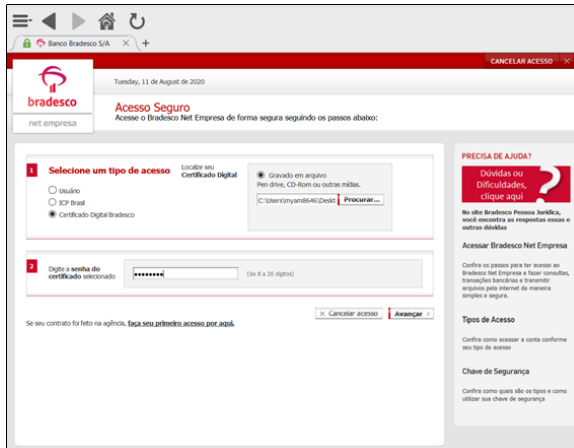 Banco Bradesco S/A
CANCELAR ACESSO
bradesco
net empresa
Tuesday, 11 de August de 2020
Acesso Seguro
Acesse o Bradesco Net Empresa de forma segura seguindo os passos abaixo:
1
Selecione um tipo de acesso
Usuário
ICP Brasil
Certificado Digital Bradesco
Localize seu
Certificado Digital
Gravado em arquivo
Pen drive, CD-Rom ou outras mídias.
C:\Users\myam8646\Deskt
Procurar...
2
Digite a senha do
certificado selecionado
(de 8 a 20 dígitos)
Cancelar acesso
Avançar
Se seu contrato foi feito na agência, faça seu primeiro acesso por aqui.
PRECISA DE AJUDA?
Dúvidas ou
Dificuldades,
clique aqui
?
No site Bradesco Pessoa Jurídica,
você encontra as respostas essas e
outras dúvidas
Acessar Bradesco Net Empresa
Confira os passos para ter acesso ao
Bradesco Net Empresa e fazer consultes,
transações bancárias e transmitir
arquivos pela internet de maneira
simples e segura.
Tipos de Acesso
Confira como acessar a conta conforme
seu tipo de acesso
Chave de Segurança
Confira como quais são os tipos e como
utilizar sua chave de segurança